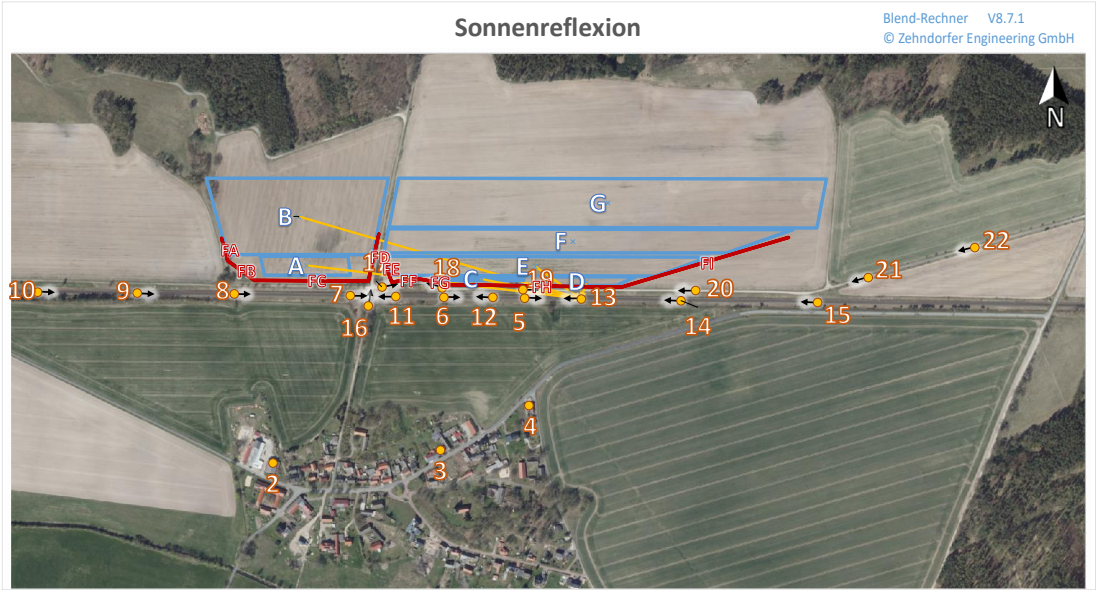 Sonnenreflexion
Blend-Rechner V8.7.1
© Zehndorfer Engineering GmbH
N
G
B
F
FA
FB
A
FC
FD
FE
FF
18
FG
C
E
19
FH
D
FI
22
21
20
10
9
8
7
16
11
6
12
5
13
14
15
4
3
2